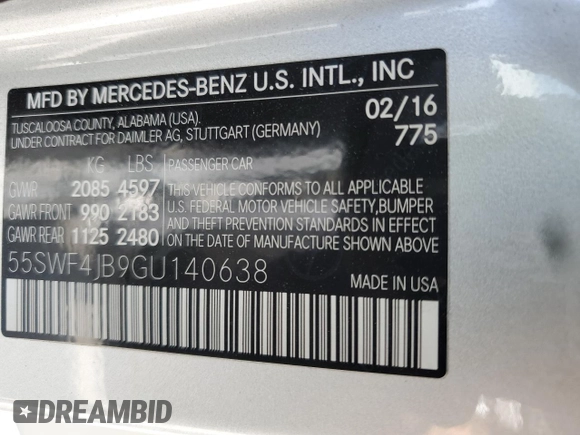 MFD BY MERCEDES-BENZ U.S. INTL., INC
TUSCALOOSA COUNTY, ALABAMA (USA).
UNDER CONTRACT FOR DAIMLER AG, STUTTGART (GERMANY)
02/16
775
KG LBS PASSENGER CAR
GVWR 2085 4597
GAWR FRONT 990 2183
GAWR REAR 1125 2480
THIS VEHICLE CONFORMS TO ALL APPLICABLE
U.S. FEDERAL MOTOR VEHICLE SAFETY,BUMPER
AND THEFT PREVENTION STANDARDS IN EFFECT
ON THE DATE OF MANUFACTURE SHOWN ABOVE.
55SWF4JB9GU140638
MADE IN USA
DREAMBID